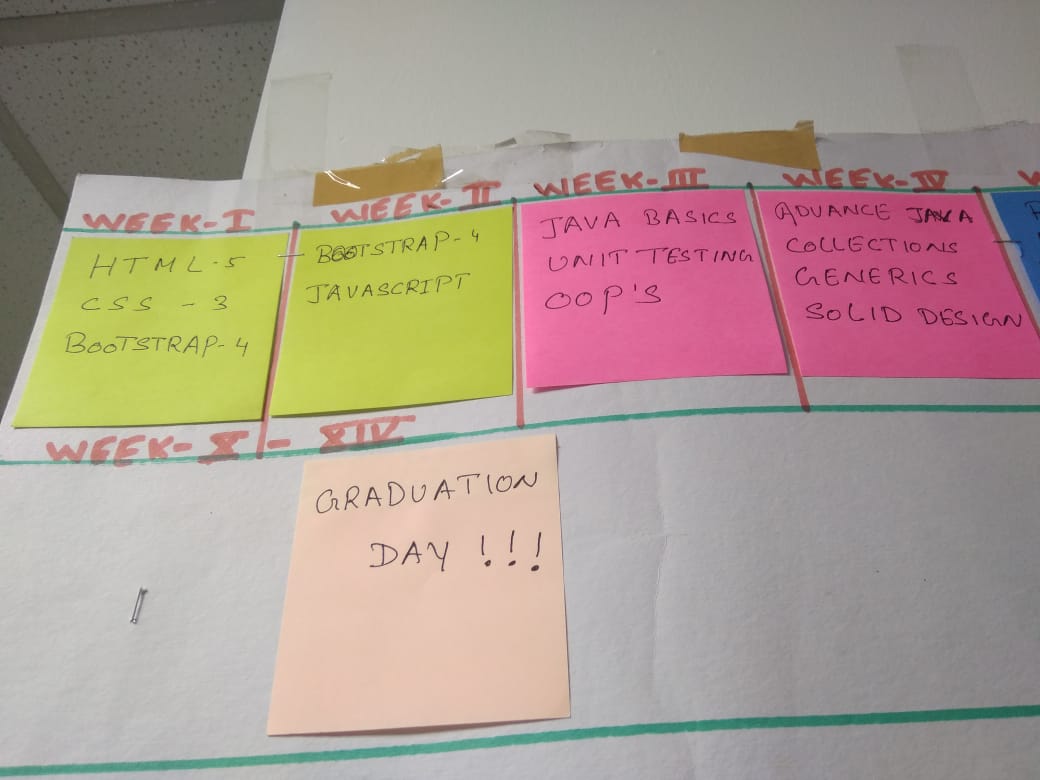 WEEK-I
HTML-5
CSS - 3
BOOTSTRAP-4
WEEK-II
BOOTSTRAP-4
JAVASCRIPT
WEEK-III
JAVA BASICS
UNIT TESTING
OOP'S
WEEK-IV
ADVANCE JAVA
COLLECTIONS
GENERICS
SOLID DESIGN
WEEK-X - XIV
GRADUATION
DAY !!!